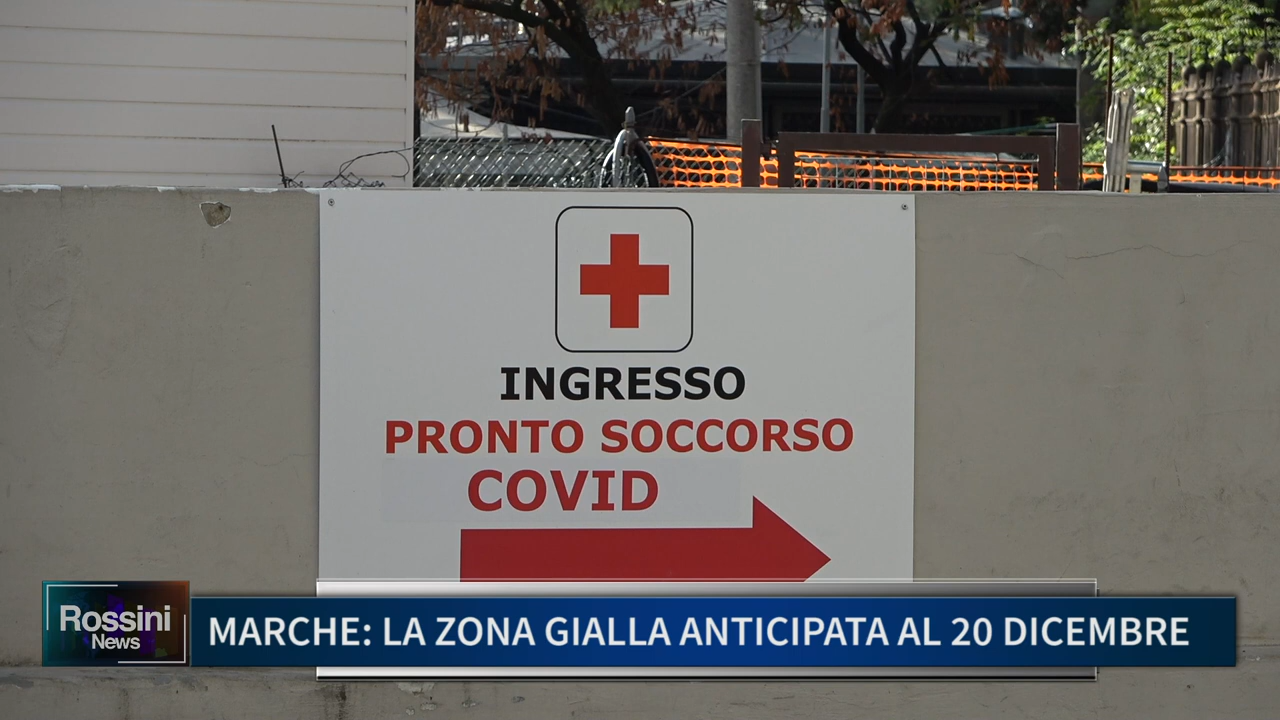 INGRESSO
PRONTO SOCCORSO
COVID
Rossini
News
MARCHE: LA ZONA GIALLA ANTICIPATA AL 20 DICEMBRE